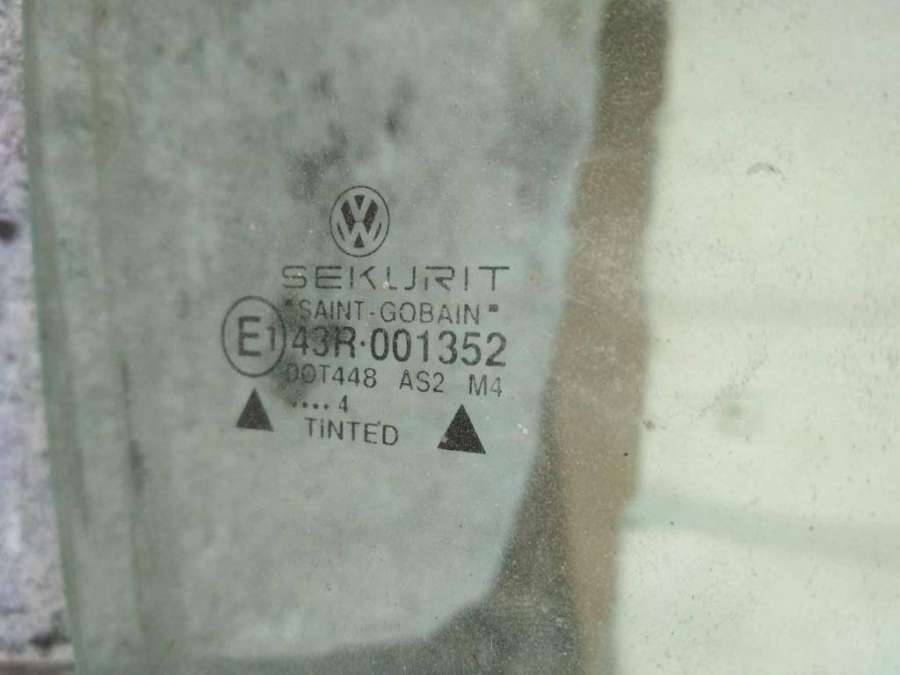 SEKURIT
"SAINT-GOBAIN"
E1 43R-001352
DOT448 AS2 M4
.... 4
TINTED